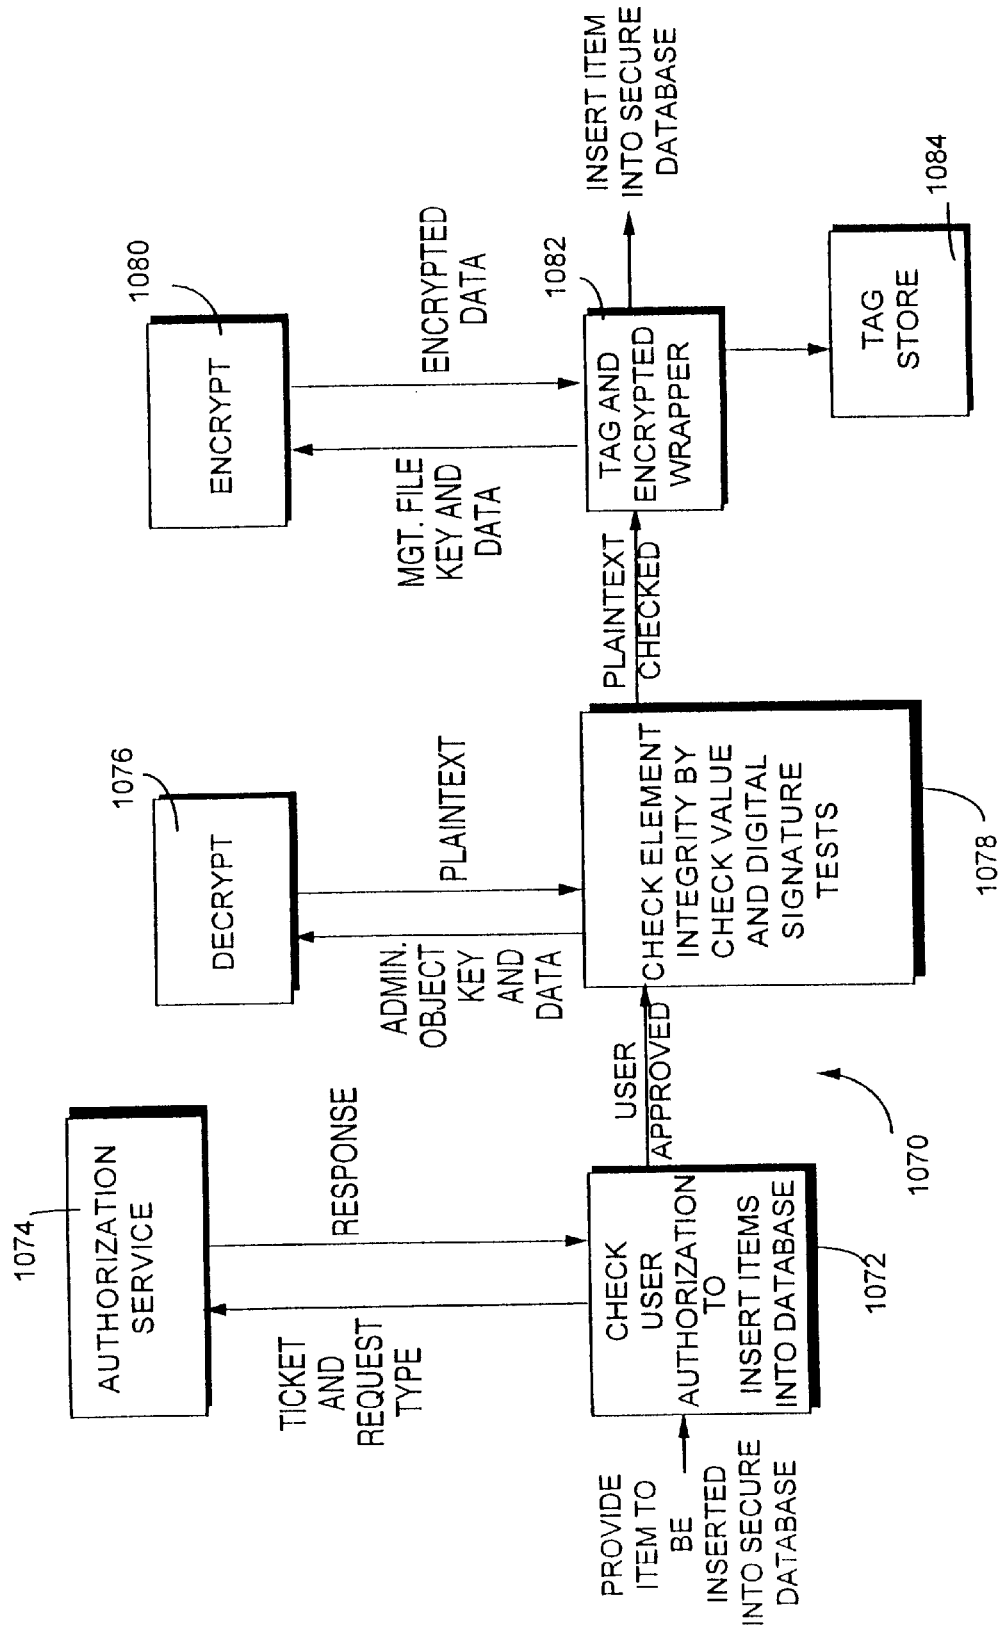 1074
AUTHORIZATION
SERVICE
TICKET
AND
REQUEST
TYPE
RESPONSE
PROVIDE
ITEM TO
BE
INSERTED
INTO SECURE
DATABASE
CHECK
USER
AUTHORIZATION
TO
INSERT ITEMS
INTO DATABASE
1072
USER
APPROVED
1070
1076
DECRYPT
ADMIN.
OBJECT
KEY
AND
DATA
PLAINTEXT
CHECK ELEMENT
INTEGRITY BY
CHECK VALUE
AND DIGITAL
SIGNATURE
TESTS
1078
PLAINTEXT
CHECKED
1080
ENCRYPT
MGT. FILE
KEY AND
DATA
ENCRYPTED
DATA
1082
TAG AND
ENCRYPTED
WRAPPER
INSERT ITEM
INTO SECURE
DATABASE
TAG
STORE
1084